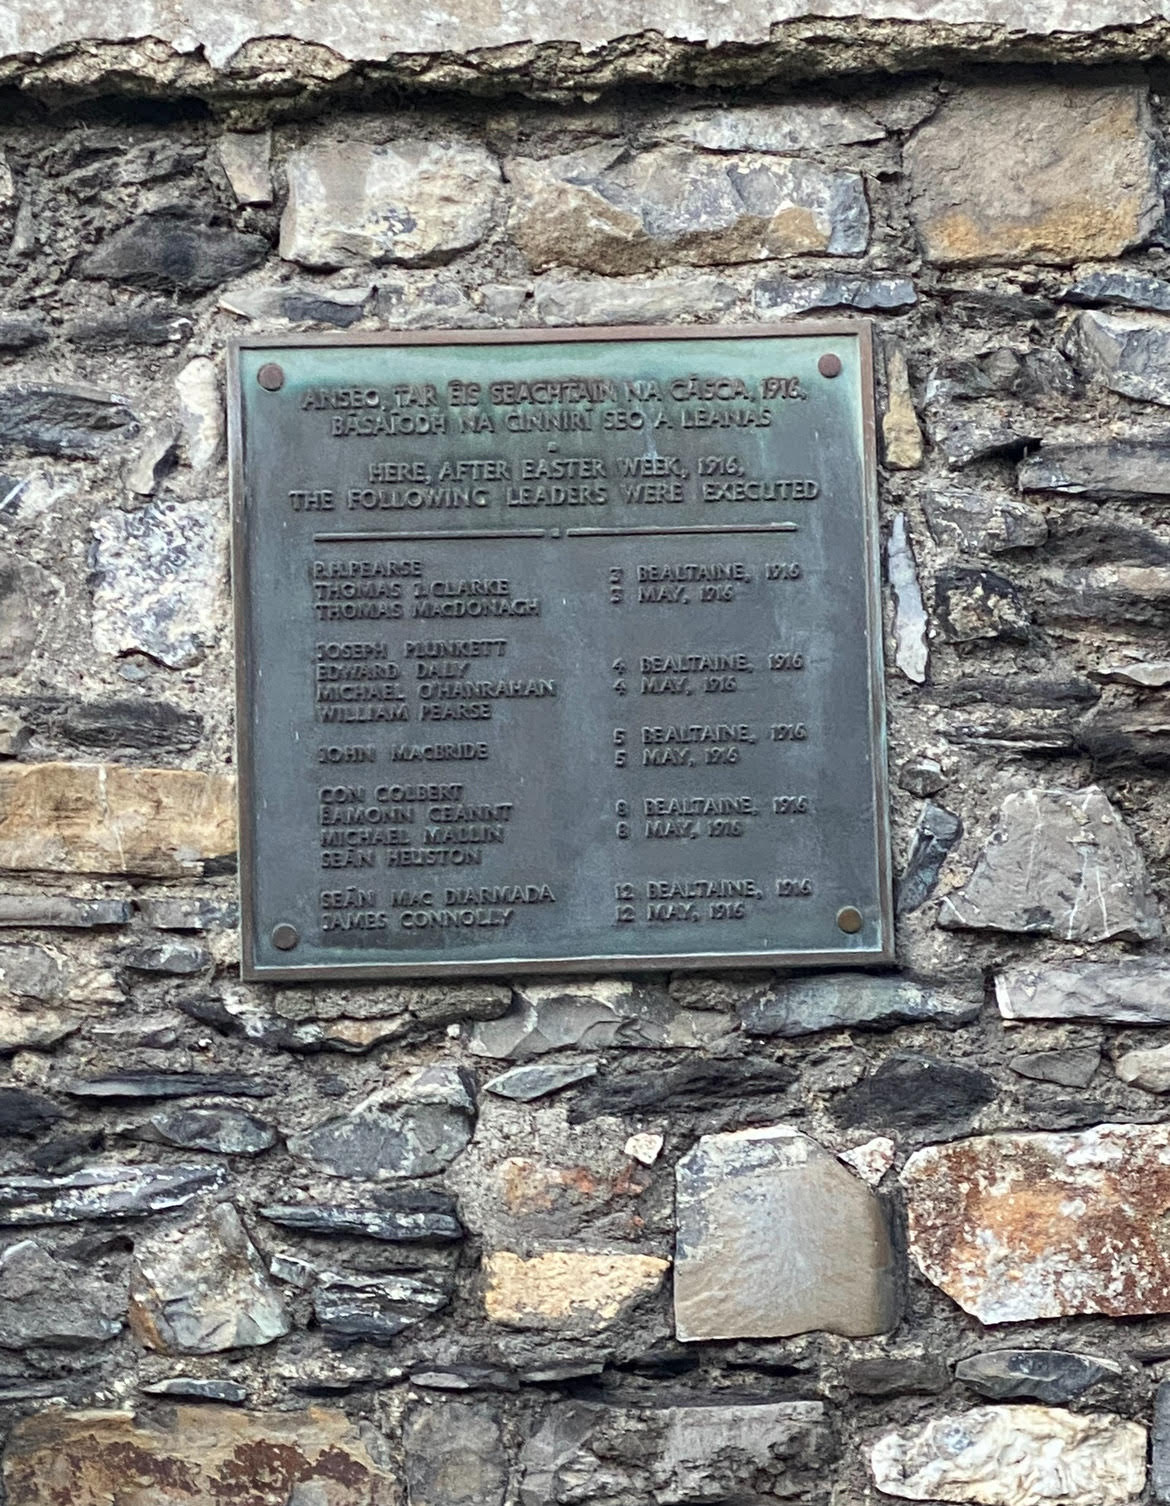 ANSEO, TAR ÉIS SEACHTAIN NA CÁSCA, 1916,
BÁSAÍODH NA CINNIRÍ SEO A LEANAS
HERE, AFTER EASTER WEEK, 1916,
THE FOLLOWING LEADERS WERE EXECUTED
P.H.PEARSE
THOMAS J.CLARKE 3 BEALTAINE, 1916
THOMAS MACDONAGH 3 MAY, 1916
JOSEPH PLUNKETT
EDWARD DALY 4 BEALTAINE, 1916
MICHAEL O'HANRAHAN 4 MAY, 1916
WILLIAM PEARSE
JOHN MACBRIDE 5 BEALTAINE, 1916
5 MAY, 1916
CON COLBERT
ÉAMONN CEANNT 8 BEALTAINE, 1916
MICHAEL MALLIN 8 MAY, 1916
SEÁN HEUSTON
SEÁN MAC DIARMADA 12 BEALTAINE, 1916
JAMES CONNOLLY 12 MAY, 1916